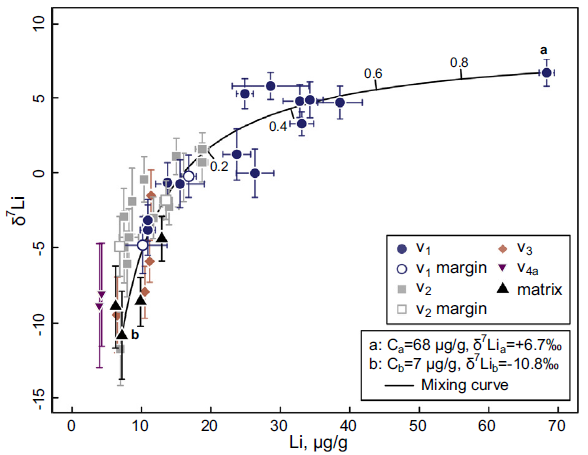 10
5
0
-5
-10
-15
δ⁷Li
a
0.8
0.6
0.4
0.2
b
v₁
v₁ margin
v₂
v₂ margin
v₃
v₄ₐ
matrix
a: Cₐ=68 µg/g, δ⁷Liₐ=+6.7‰
b: C_b=7 µg/g, δ⁷Li_b=-10.8‰
Mixing curve
0 10 20 30 40 50 60 70
Li, µg/g